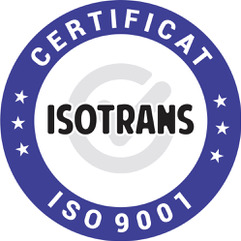 CERTIFICAT
ISOTRANS
ISO 9001